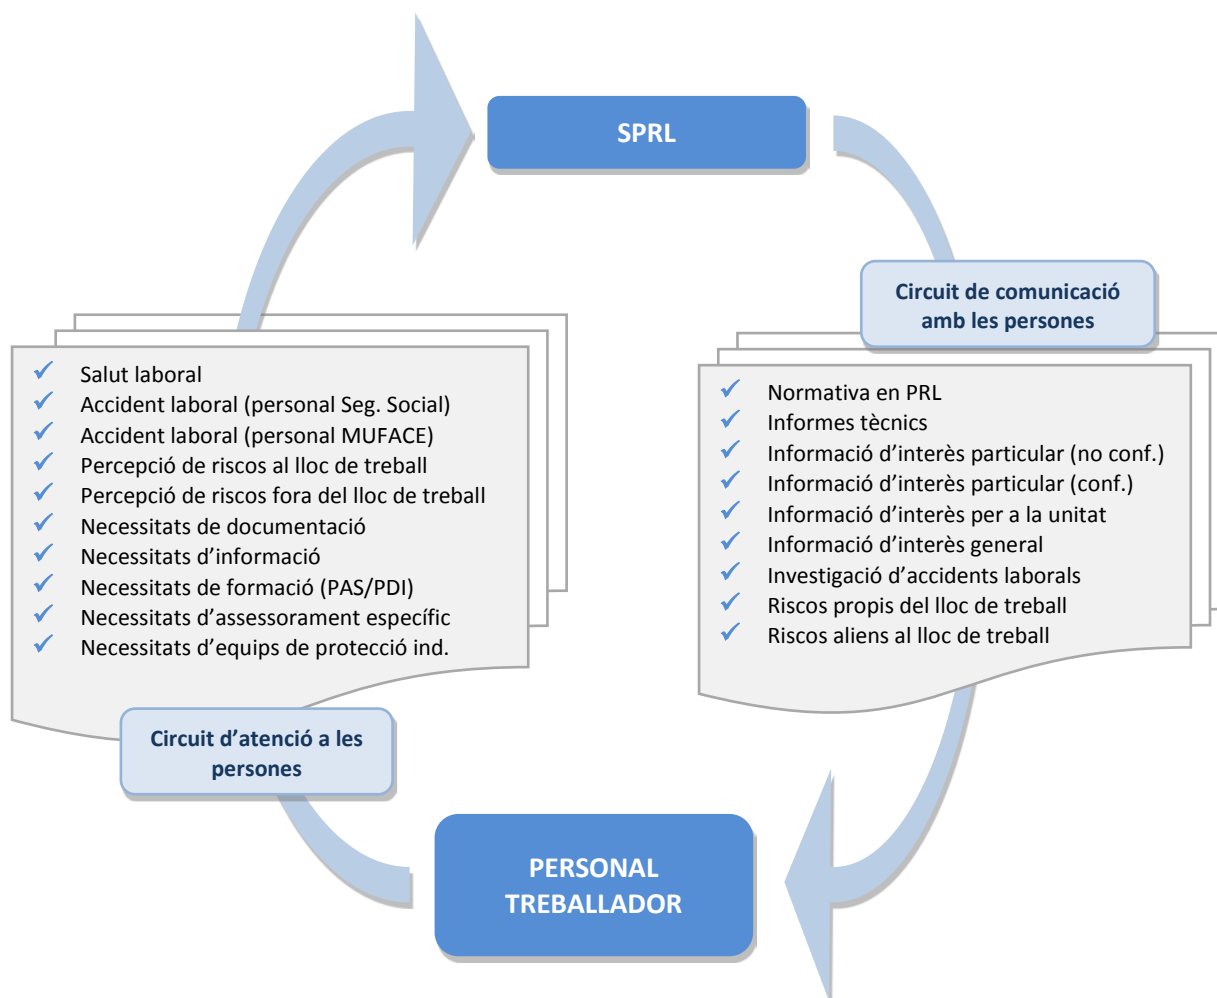 SPRL
Circuit de comunicació
amb les persones
Salut laboral
Accident laboral (personal Seg. Social)
Accident laboral (personal MUFACE)
Percepció de riscos al lloc de treball
Percepció de riscos fora del lloc de treball
Necessitats de documentació
Necessitats d’informació
Necessitats de formació (PAS/PDI)
Necessitats d’assessorament específic
Necessitats d’equips de protecció ind.
Normativa en PRL
Informes tècnics
Informació d’interès particular (no conf.)
Informació d’interès particular (conf.)
Informació d’interès per a la unitat
Informació d’interès general
Investigació d’accidents laborals
Riscos propis del lloc de treball
Riscos aliens al lloc de treball
Circuit d’atenció a les
persones
PERSONAL
TREBALLADOR